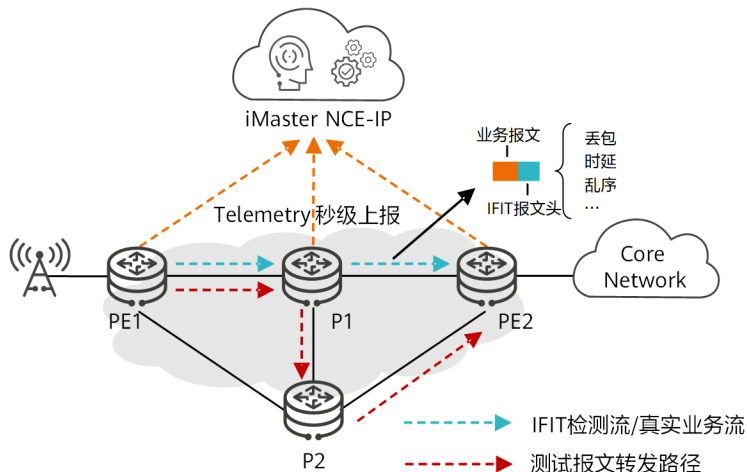 iMaster NCE-IP
业务报文
丢包
时延
乱序
…
IFIT报文头
Telemetry 秒级上报
Core
Network
PE1
P1
PE2
P2
IFIT检测流/真实业务流
测试报文转发路径